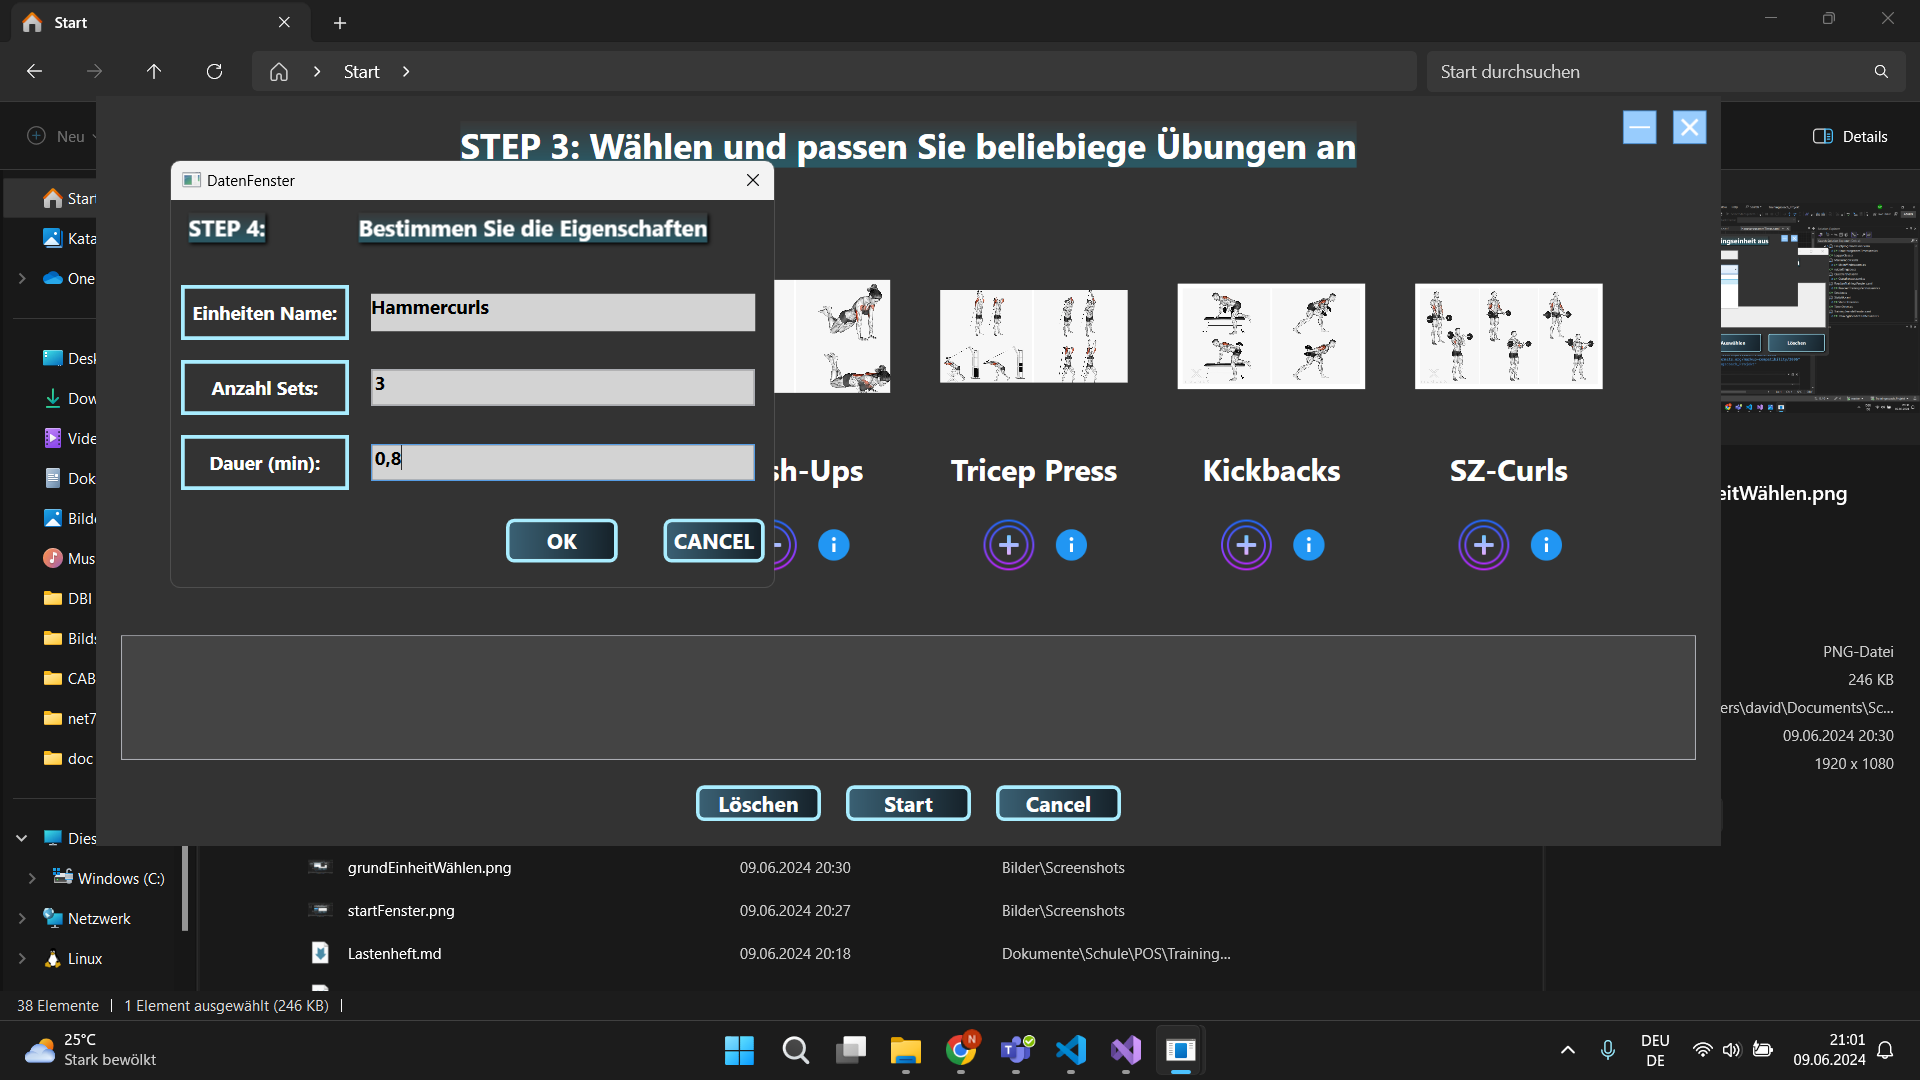 Start
Start
Start durchsuchen
Neu
Details
STEP 3: Wählen und passen Sie beliebiege Übungen an
DatenFenster
STEP 4:
Bestimmen Sie die Eigenschaften
Einheiten Name:
Hammercurls
Anzahl Sets:
3
Dauer (min):
0,8
OK
CANCEL
sh-Ups
Tricep Press
Kickbacks
SZ-Curls
Löschen
Start
Cancel
Start
Kata
One
Desk
Dow
Vide
Dok
Bild
Mus
DBI
Bilds
CAB
net7
doc
Dies
Windows (C:)
Netzwerk
Linux
ingseinheit aus
Auswählen
Löschen
eitWählen.png
PNG-Datei
246 KB
ers\david\Documents\Sc...
09.06.2024 20:30
1920 x 1080
grundEinheitWählen.png
09.06.2024 20:30
Bilder\Screenshots
startFenster.png
09.06.2024 20:27
Bilder\Screenshots
Lastenheft.md
09.06.2024 20:18
Dokumente\Schule\POS\Training...
38 Elemente
1 Element ausgewählt (246 KB)
25°C
Stark bewölkt
N
DEU
DE
21:01
09.06.2024